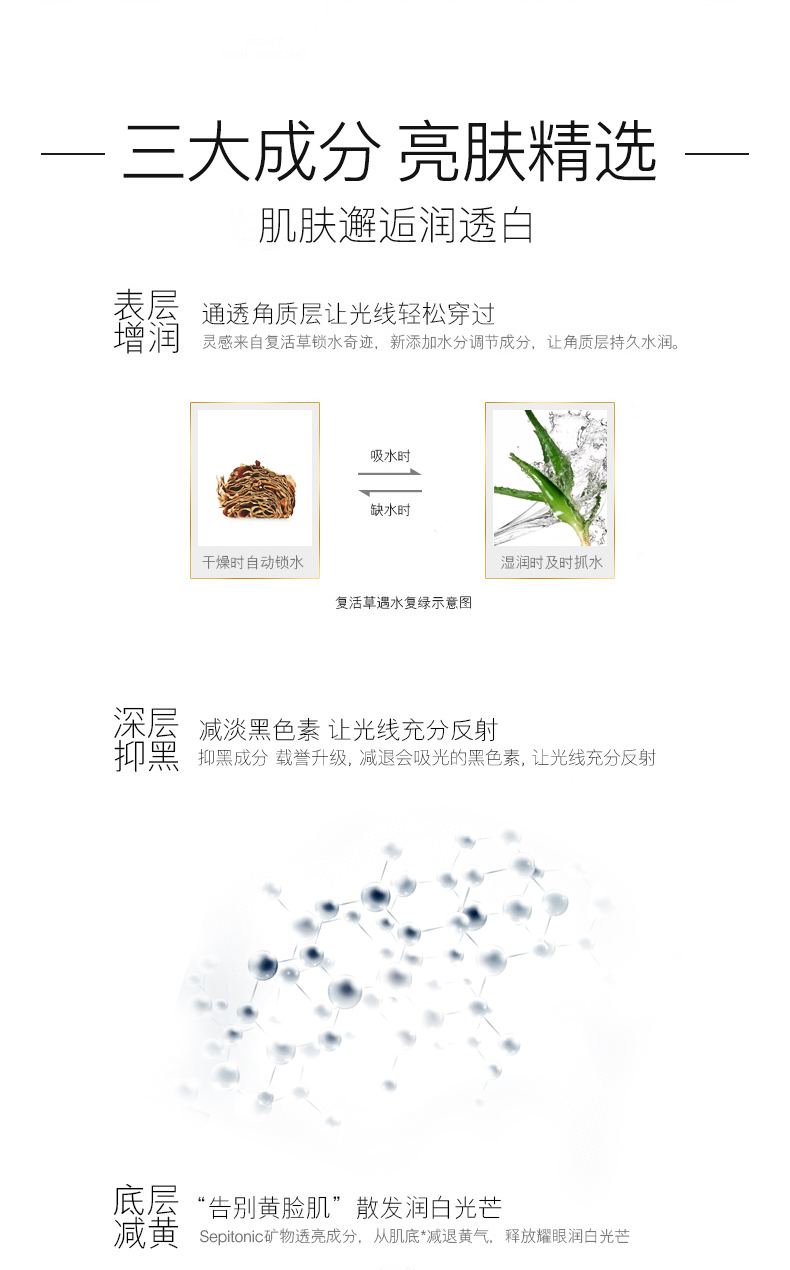 三大成分 亮肤精选
肌肤邂逅润透白
表层
增润
通透角质层让光线轻松穿过
灵感来自复活草锁水奇迹，新添加水分调节成分，让角质层持久水润。
吸水时
缺水时
干燥时自动锁水
湿润时及时抓水
复活草遇水复绿示意图
深层
抑黑
减淡黑色素 让光线充分反射
抑黑成分 载誉升级, 减退会吸光的黑色素, 让光线充分反射
底层
减黄
“告别黄脸肌” 散发润白光芒
Sepitonic矿物透亮成分，从肌底*减退黄气，释放耀眼润白光芒